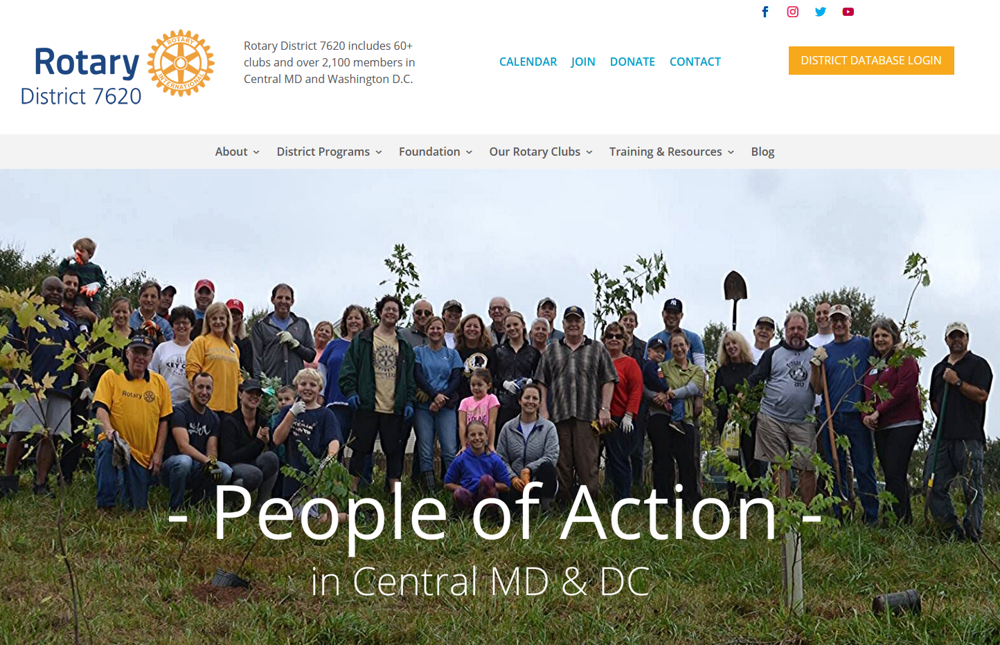 Rotary
District 7620
ROTARY
INTERNATIONAL
Rotary District 7620 includes 60+
clubs and over 2,100 members in
Central MD and Washington D.C.
CALENDAR JOIN DONATE CONTACT
DISTRICT DATABASE LOGIN
About District Programs Foundation Our Rotary Clubs Training & Resources Blog
KEY
Rotary
2017
- People of Action -
in Central MD & DC